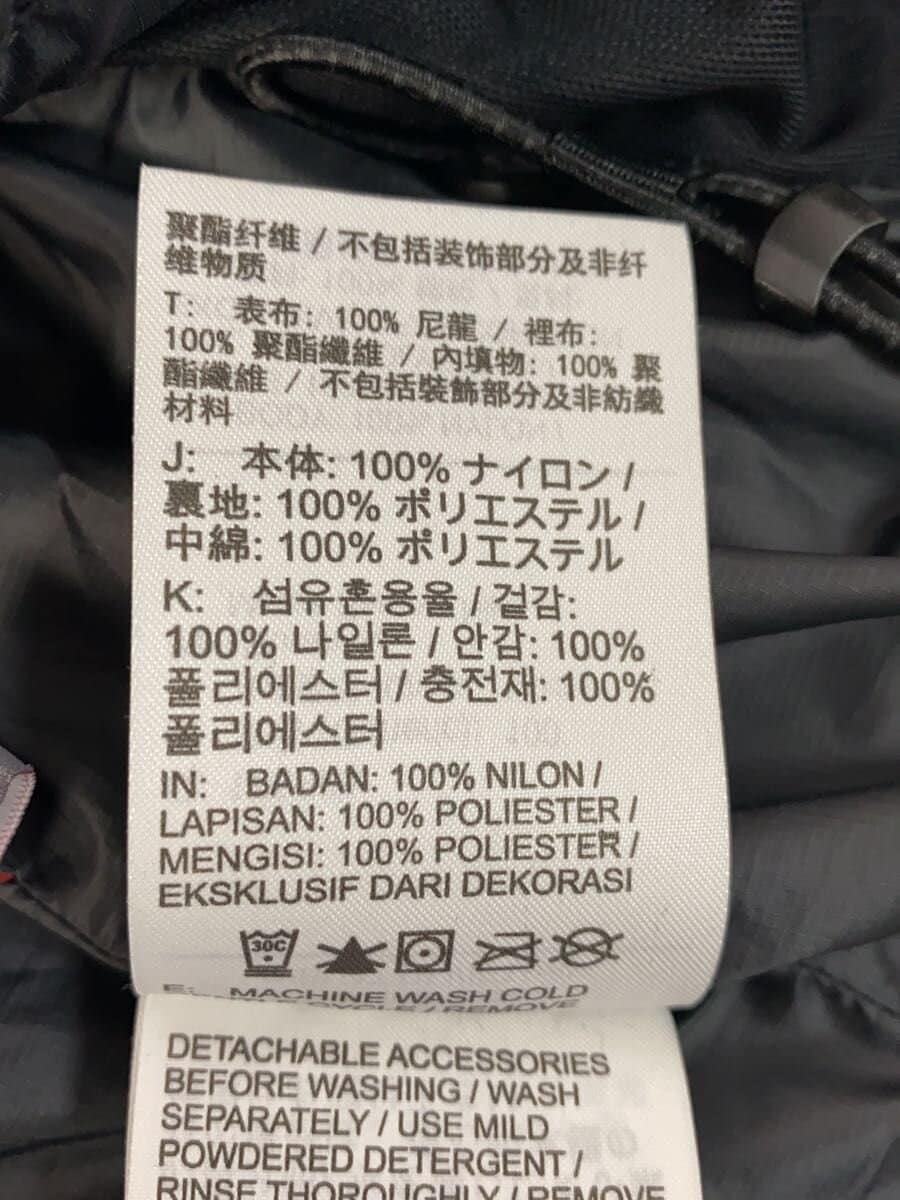 聚酯纤维 / 不包括装饰部分及非纤
维物质
T: 表布: 100% 尼龍 / 裡布:
100% 聚酯纖維 / 內填物: 100% 聚
酯纖維 / 不包括裝飾部分及非紡織
材料
J: 本体: 100% ナイロン /
裏地: 100% ポリエステル /
中綿: 100% ポリエステル
K: 섬유혼용율 / 겉감:
100% 나일론 / 안감: 100%
폴리에스터 / 충전재: 100%
폴리에스터
IN: BADAN: 100% NILON /
LAPISAN: 100% POLIESTER /
MENGISI: 100% POLIESTER /
EKSKLUSIF DARI DEKORASI
30C
E: MACHINE WASH COLD
CYCLE / REMOVE
DETACHABLE ACCESSORIES
BEFORE WASHING / WASH
SEPARATELY / USE MILD
POWDERED DETERGENT /
RINSE THOROUGHLY / REMOVE